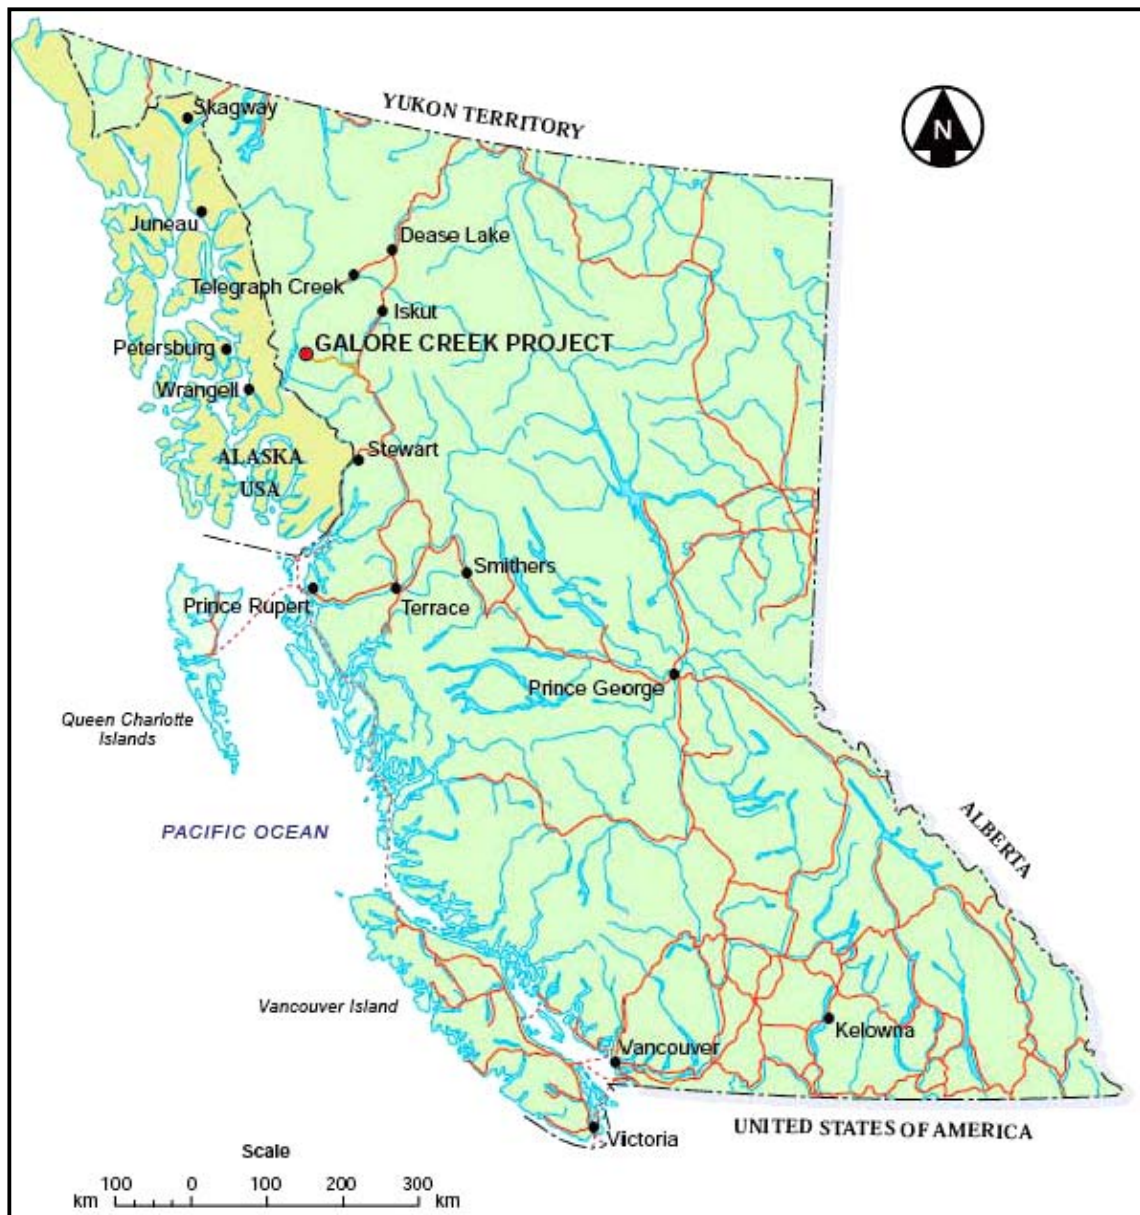 YUKON TERRITORY
N
Skagway
Juneau
Dease Lake
Telegraph Creek
Iskut
GALORE CREEK PROJECT
Petersburg
Wrangell
Stewart
ALASKA
USA
Smithers
Prince Rupert
Terrace
Prince George
Queen Charlotte
Islands
PACIFIC OCEAN
ALBERTA
Vancouver Island
Kelowna
Vancouver
UNITED STATES OF AMERICA
Victoria
Scale
100 0 100 200 300
km km